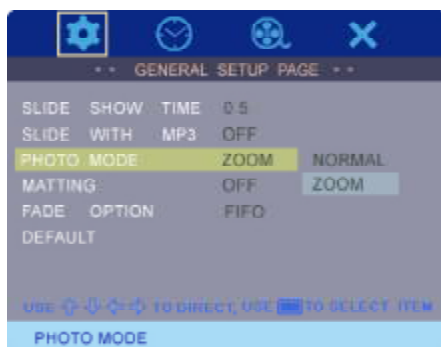 -- GENERAL SETUP PAGE --
SLIDE SHOW TIME 0 5
SLIDE WITH MP3 OFF
PHOTO MODE ZOOM NORMAL
MATTING OFF ZOOM
FADE OPTION FIFO
DEFAULT
USE TO DIRECT, USE TO SELECT ITEM
PHOTO MODE